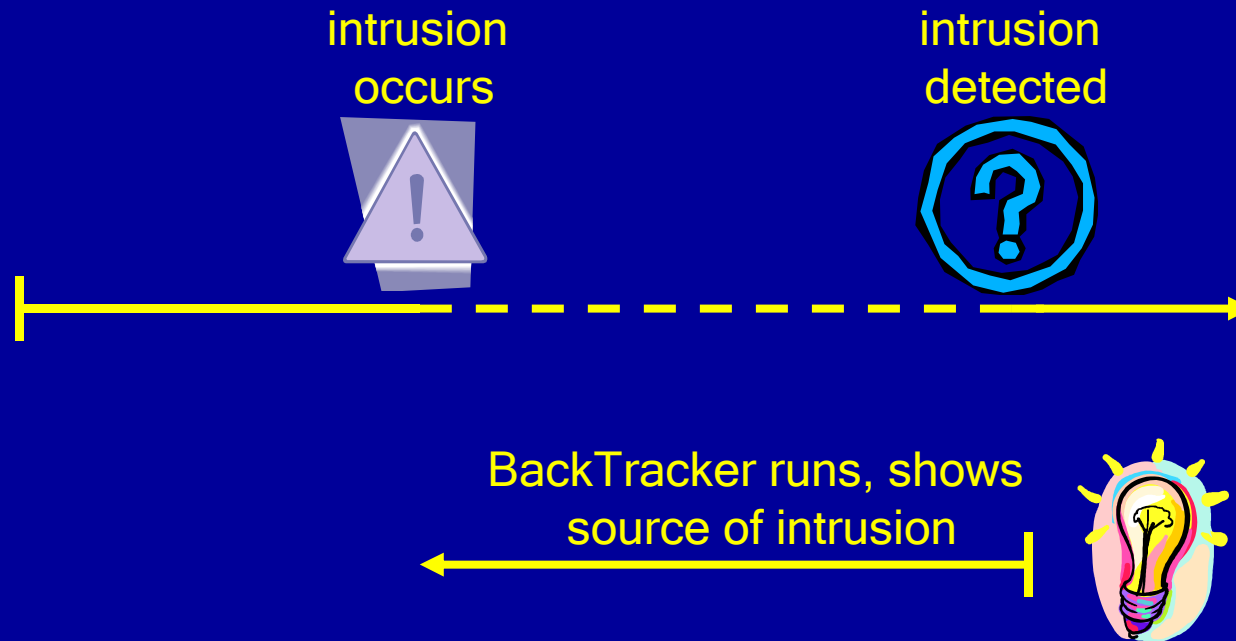 intrusion
occurs
intrusion
detected
BackTracker runs, shows
source of intrusion